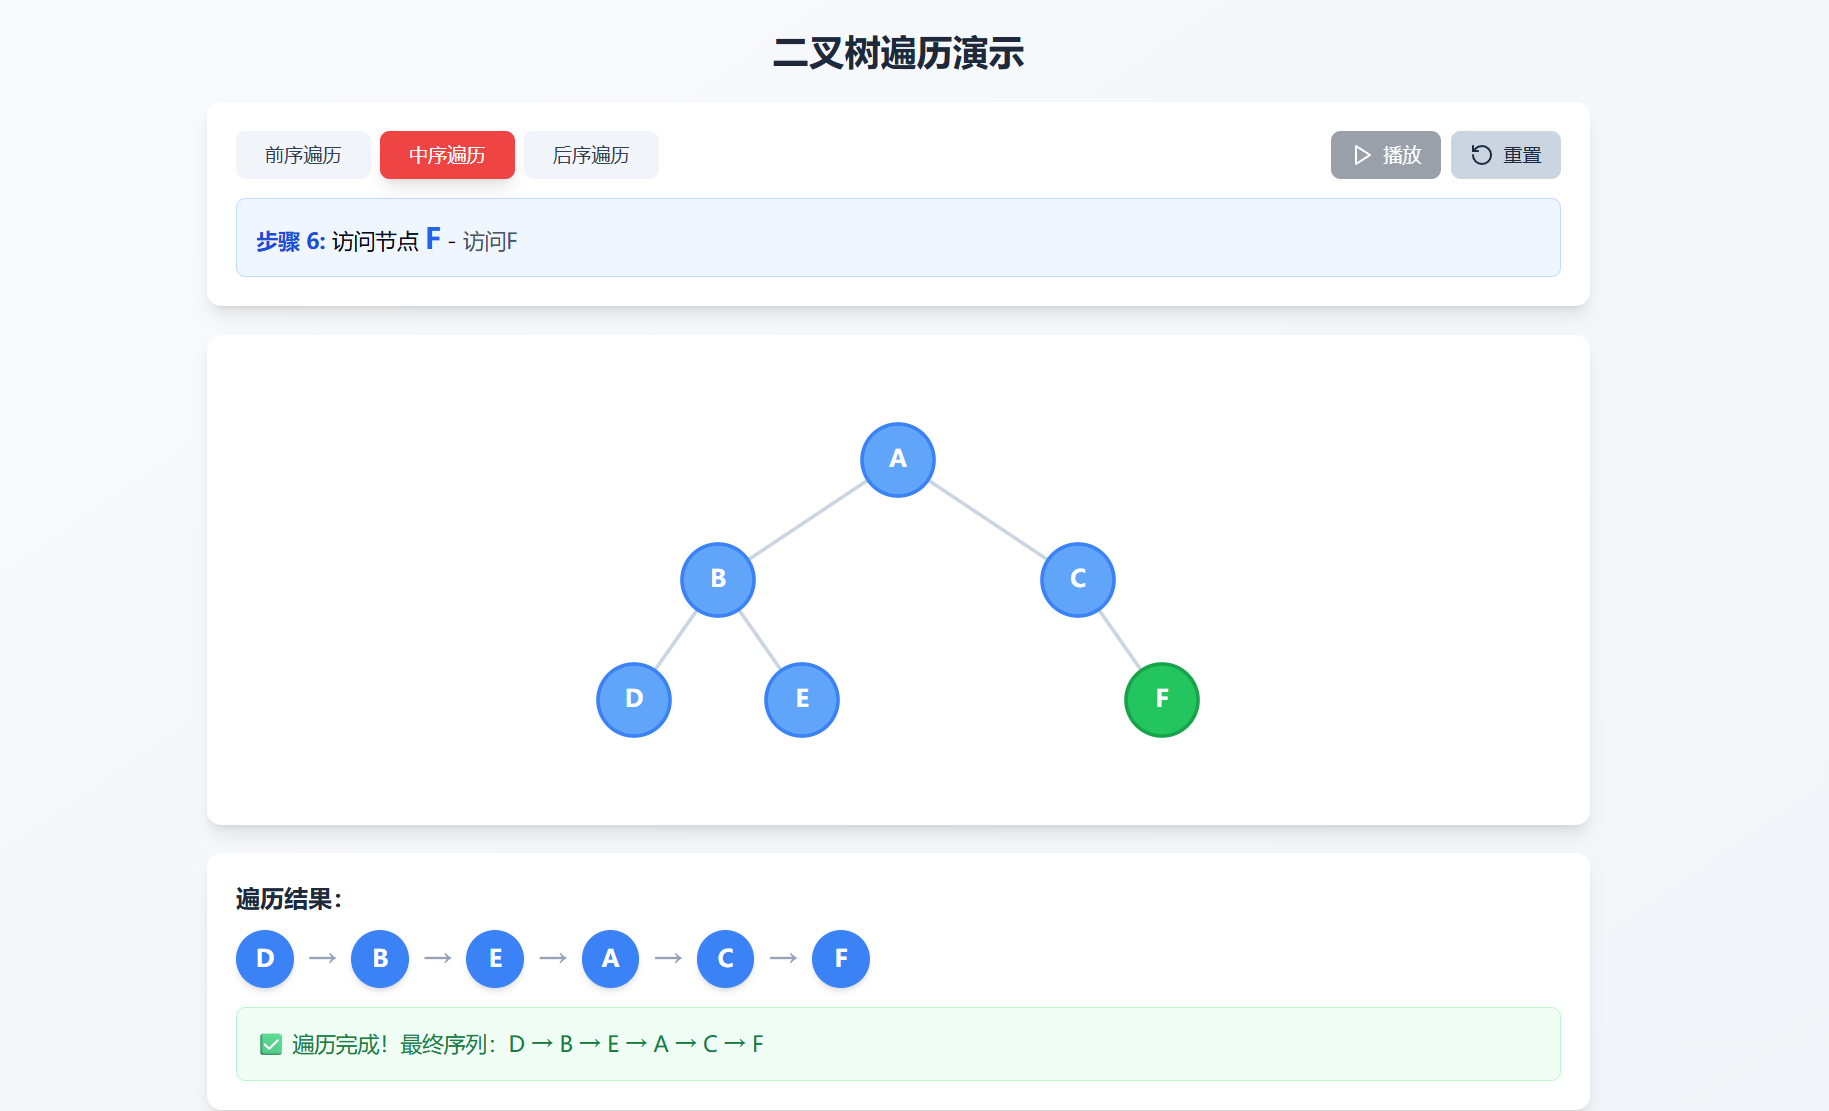 二叉树遍历演示
前序遍历 中序遍历 后序遍历 播放 重置
步骤 6: 访问节点 F - 访问F
A
B C
D E F
遍历结果：
D → B → E → A → C → F
✅ 遍历完成！最终序列：D → B → E → A → C → F